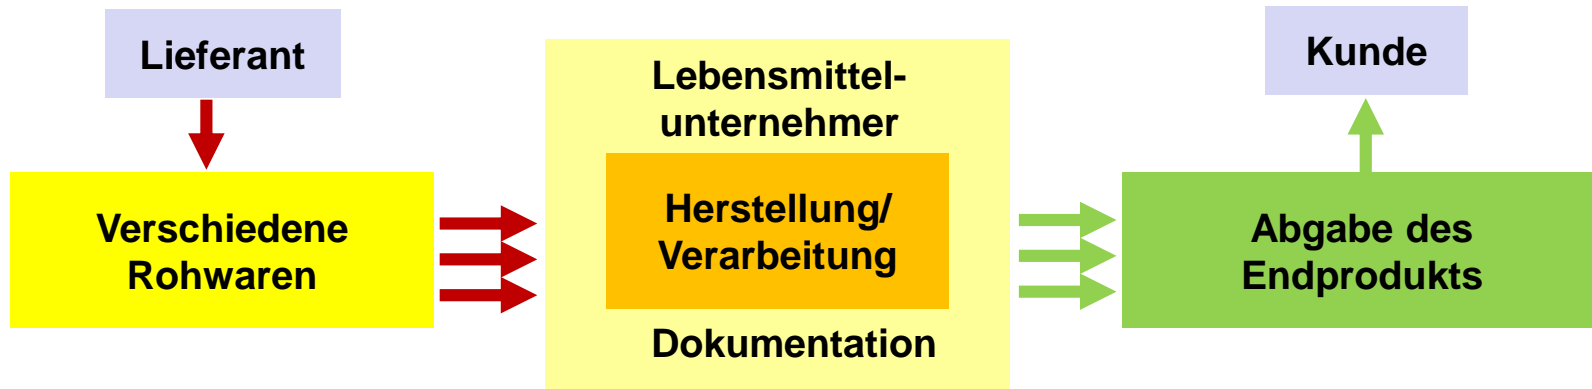 Lieferant
Verschiedene
Rohwaren
Lebensmittel-
unternehmer
Herstellung/
Verarbeitung
Dokumentation
Kunde
Abgabe des
Endprodukts